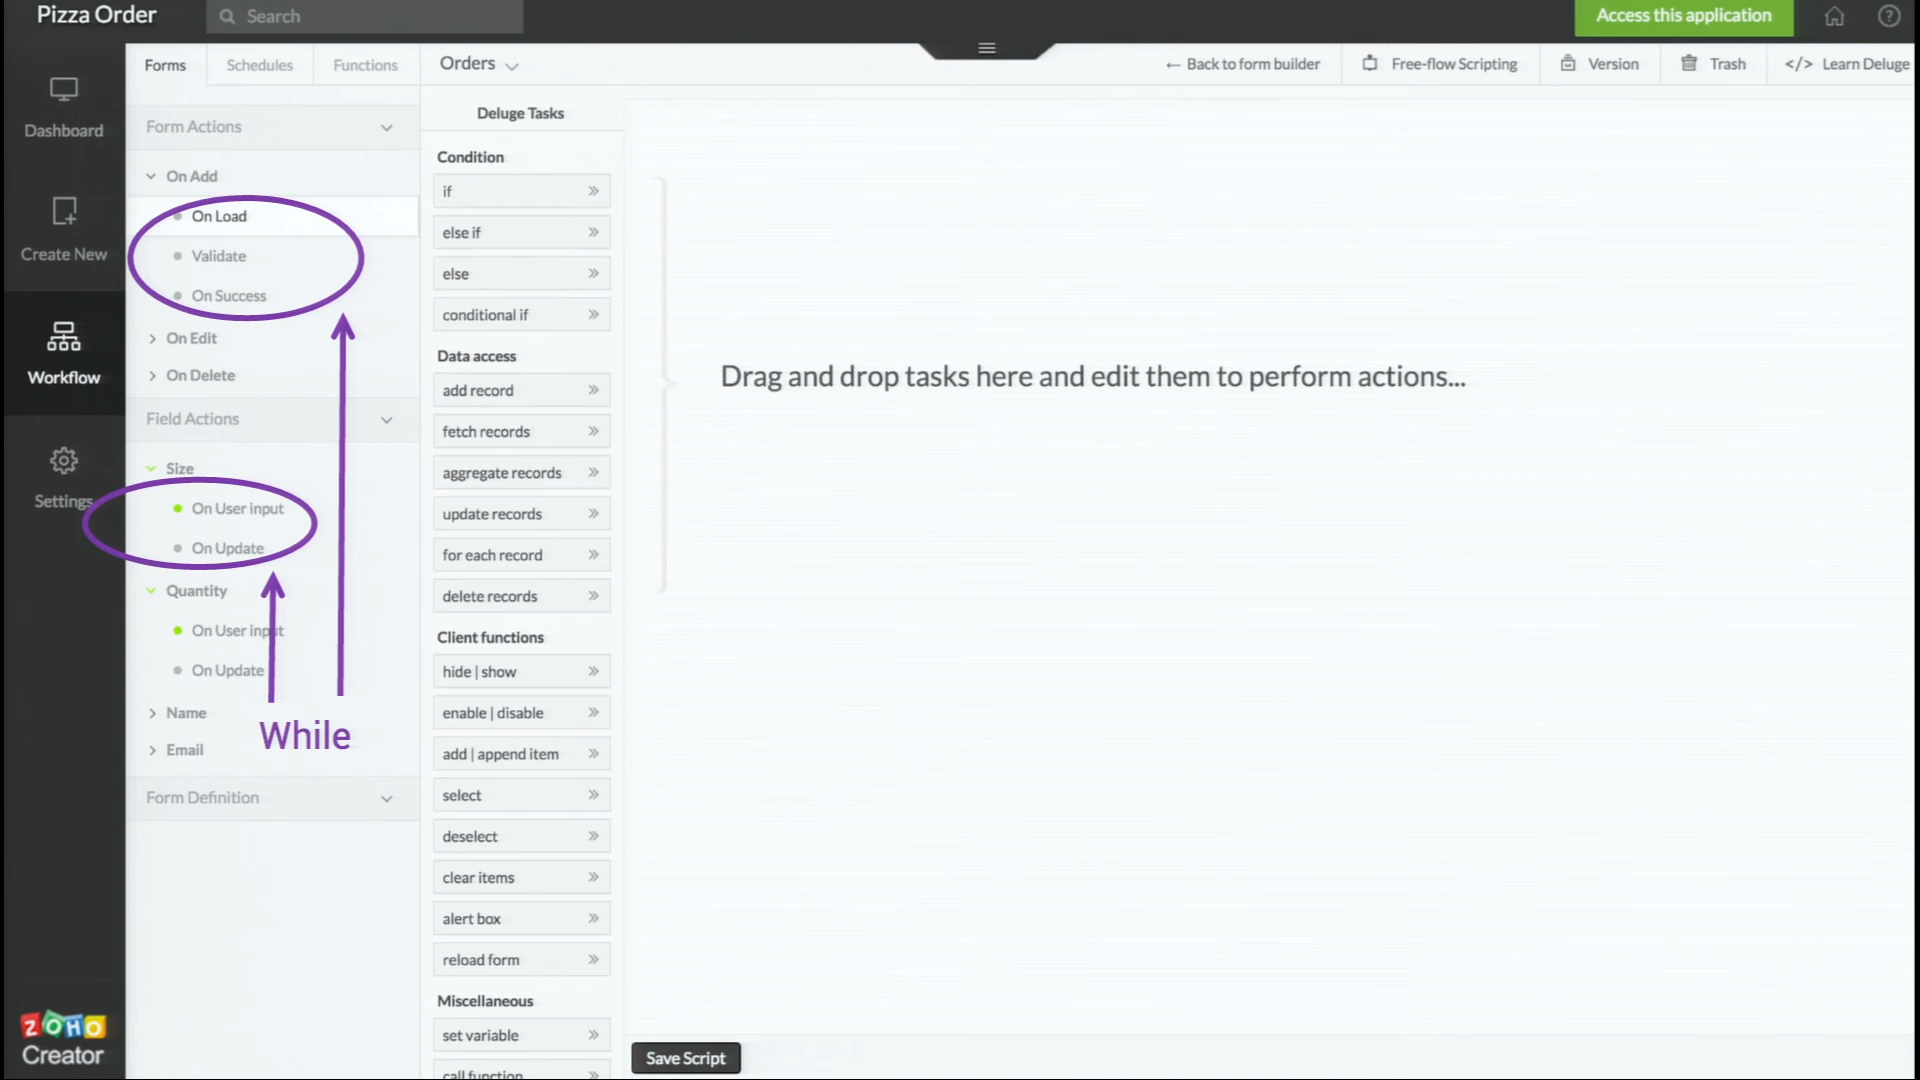 Pizza Order
Search
Access this application
Dashboard
Create New
Workflow
Settings
ZOHO
Creator
Forms
Schedules
Functions
Form Actions
On Add
On Load
Validate
On Success
On Edit
On Delete
Field Actions
Size
On User input
On Update
Quantity
On User input
On Update
Name
Email
While
Form Definition
Orders
← Back to form builder
Free-flow Scripting
Version
Trash
</> Learn Deluge
Deluge Tasks
Condition
if
else if
else
conditional if
Data access
add record
fetch records
aggregate records
update records
for each record
delete records
Client functions
hide | show
enable | disable
add | append item
select
deselect
clear items
alert box
reload form
Miscellaneous
set variable
call function
Drag and drop tasks here and edit them to perform actions...
Save Script